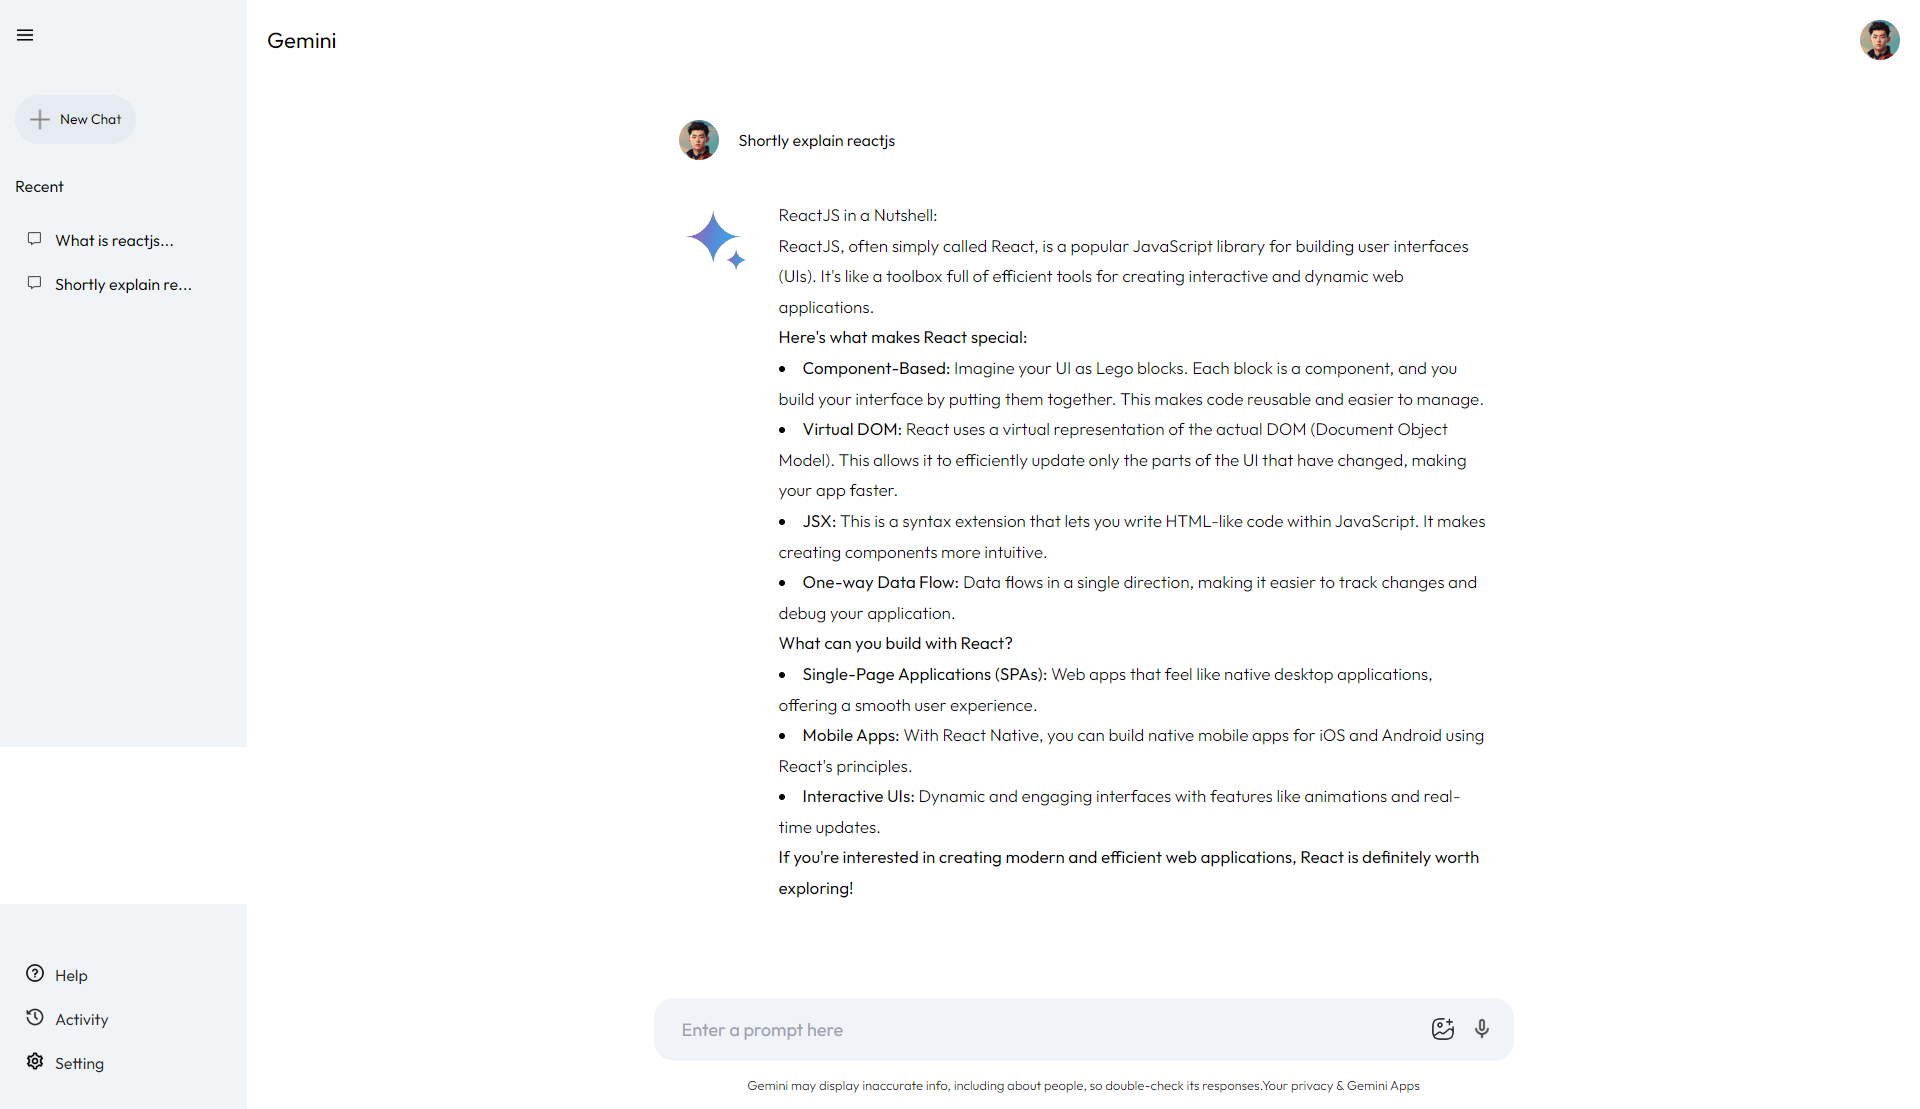 Gemini
New Chat
Recent
What is reactjs...
Shortly explain re...
Help
Activity
Setting
Shortly explain reactjs
ReactJS in a Nutshell:
ReactJS, often simply called React, is a popular JavaScript library for building user interfaces
(UIs). It's like a toolbox full of efficient tools for creating interactive and dynamic web
applications.
Here's what makes React special:
• Component-Based: Imagine your UI as Lego blocks. Each block is a component, and you
build your interface by putting them together. This makes code reusable and easier to manage.
• Virtual DOM: React uses a virtual representation of the actual DOM (Document Object
Model). This allows it to efficiently update only the parts of the UI that have changed, making
your app faster.
• JSX: This is a syntax extension that lets you write HTML-like code within JavaScript. It makes
creating components more intuitive.
• One-way Data Flow: Data flows in a single direction, making it easier to track changes and
debug your application.
What can you build with React?
• Single-Page Applications (SPAs): Web apps that feel like native desktop applications,
offering a smooth user experience.
• Mobile Apps: With React Native, you can build native mobile apps for iOS and Android using
React's principles.
• Interactive UIs: Dynamic and engaging interfaces with features like animations and real-
time updates.
If you're interested in creating modern and efficient web applications, React is definitely worth
exploring!
Enter a prompt here
Gemini may display inaccurate info, including about people, so double-check its responses.Your privacy & Gemini Apps